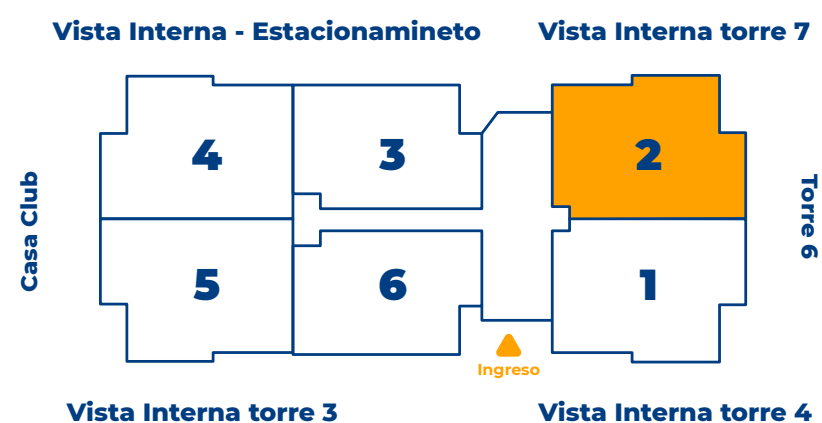 Vista Interna - Estacionamineto
Vista Interna torre 7
4
3
2
Casa Club
Torre 6
5
6
1
Ingreso
Vista Interna torre 3
Vista Interna torre 4